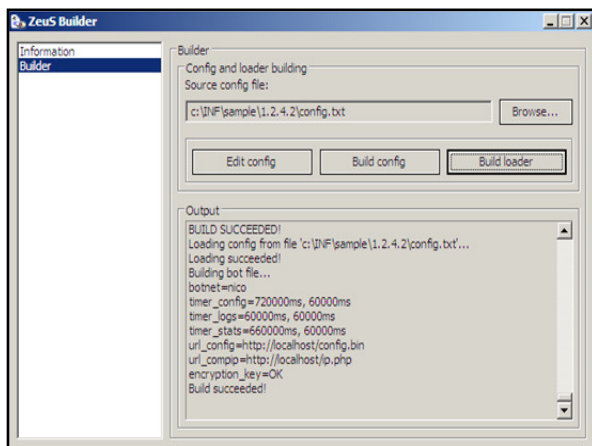 ZeuS Builder
Information
Builder
Builder
Config and loader building
Source config file:
c:\INF\sample\1.2.4.2\config.txt
Browse...
Edit config
Build config
Build loader
Output
BUILD SUCCEEDED!
Loading config from file 'c:\INF\sample\1.2.4.2\config.txt'...
Loading succeeded!
Building bot file...
botnet=nico
timer_config=720000ms, 60000ms
timer_logs=60000ms, 60000ms
timer_stats=660000ms, 60000ms
url_config=http://localhost/config.bin
url_compip=http://localhost/ip.php
encryption_key=OK
Build succeeded!